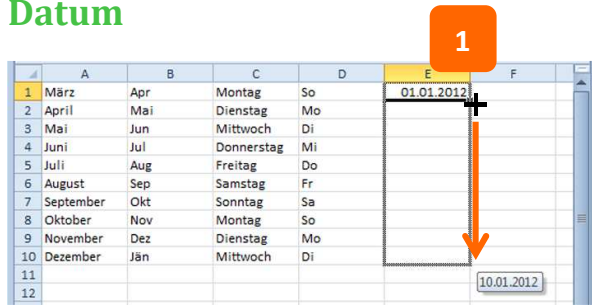 Datum
1
A B C D E F
1 März Apr Montag So 01.01.2012
2 April Mai Dienstag Mo
3 Mai Jun Mittwoch Di
4 Juni Jul Donnerstag Mi
5 Juli Aug Freitag Do
6 August Sep Samstag Fr
7 September Okt Sonntag Sa
8 Oktober Nov Montag So
9 November Dez Dienstag Mo
10 Dezember Jän Mittwoch Di
11
10.01.2012
12